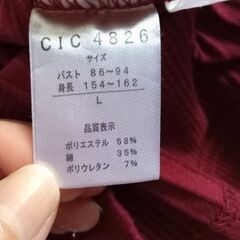 CIC 4826
サイズ
バスト 86~94
身長 154~162
L
品質表示
ポリエステル 58%
綿 35%
ポリウレタン 7%